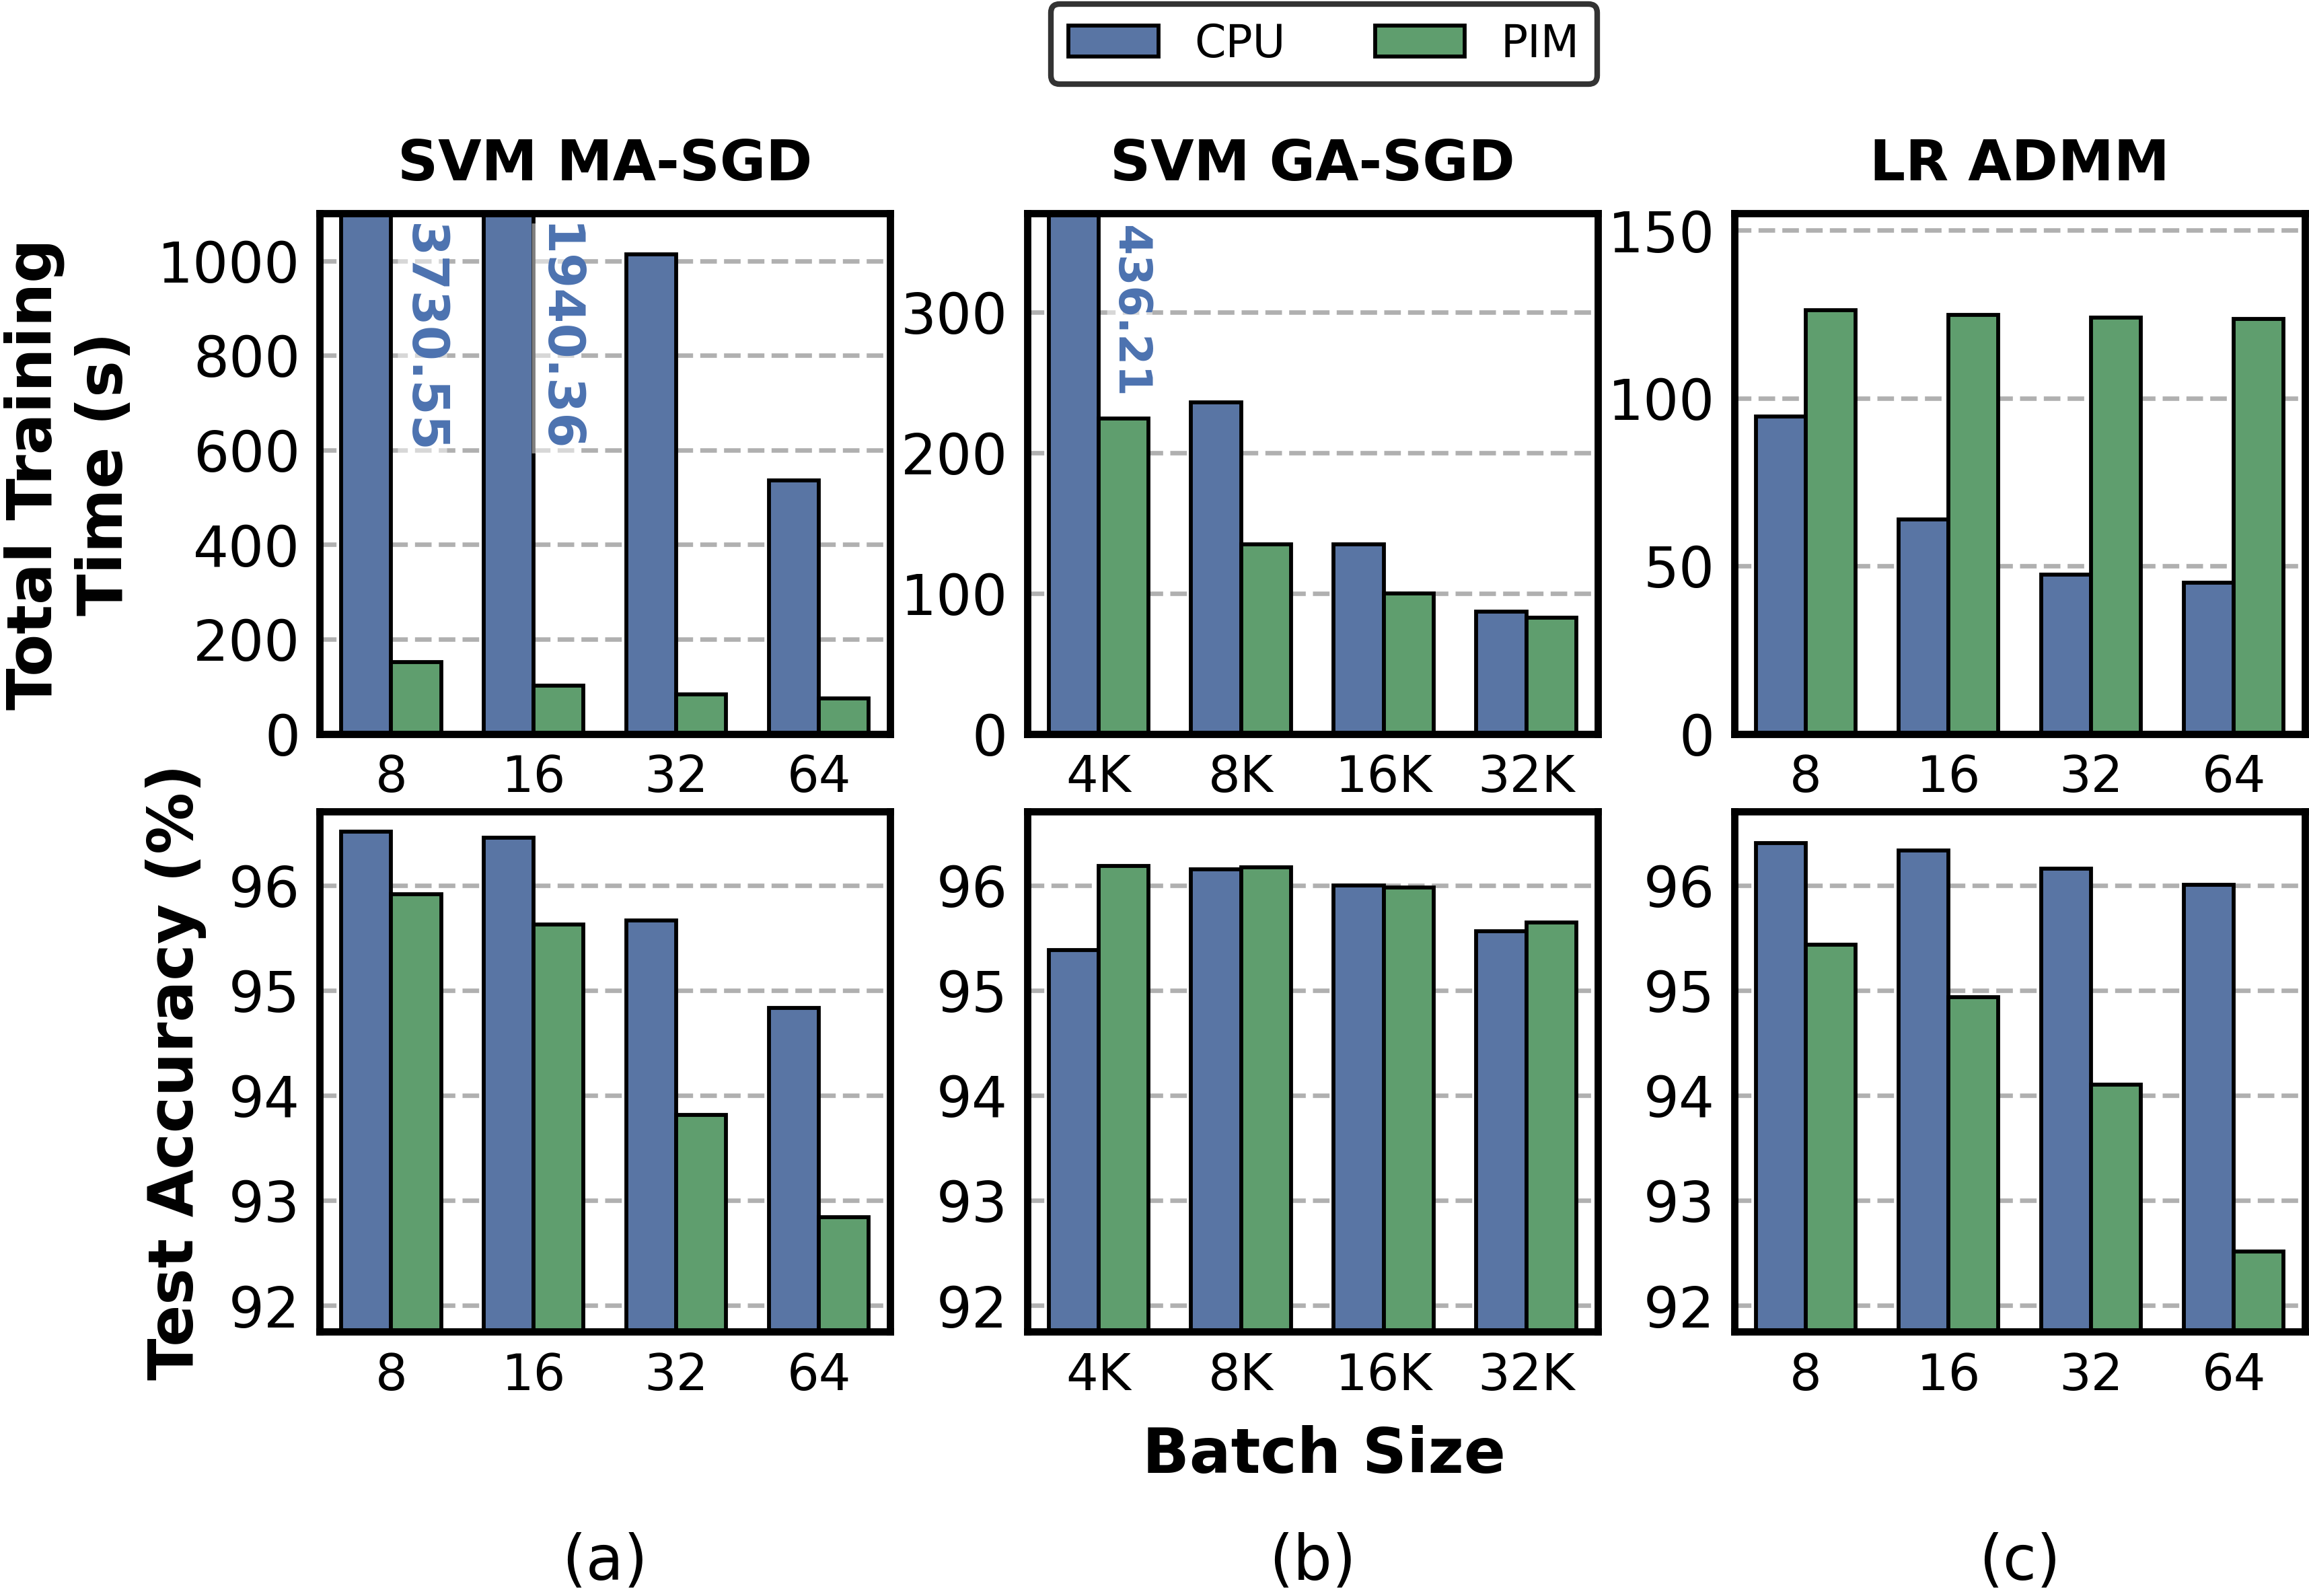 CPU PIM
SVM MA-SGD
SVM GA-SGD
LR ADMM
Total Training
Time (s)
1000
800
600
400
200
0
3730.55
1940.36
8 16 32 64
300
200
100
0
436.21
4K 8K 16K 32K
150
100
50
0
8 16 32 64
Test Accuracy (%)
96
95
94
93
92
8 16 32 64
96
95
94
93
92
4K 8K 16K 32K
96
95
94
93
92
8 16 32 64
Batch Size
(a)
(b)
(c)